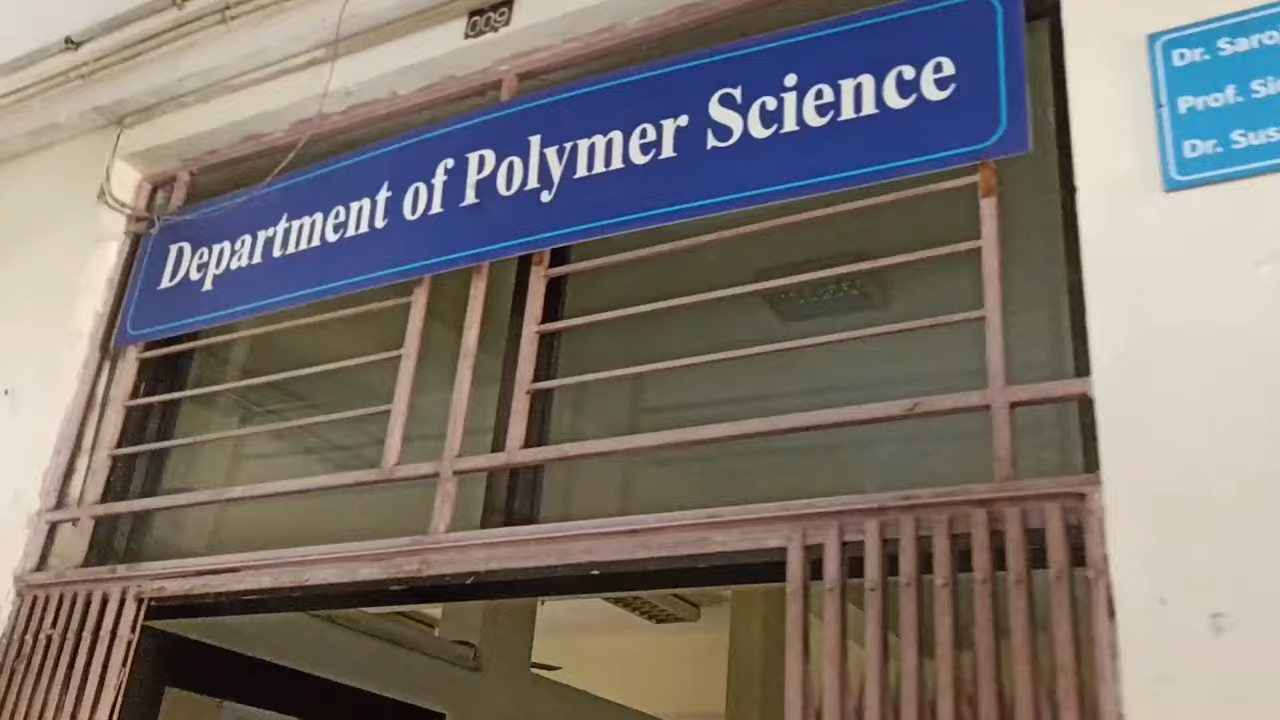 009
Department of Polymer Science
Dr. Saro
Prof. Si
Dr. Sus